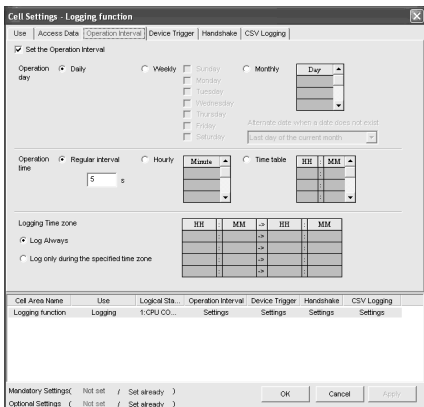 Cell Settings - Logging function
Use Access Data Operation Interval Device Trigger Handshake CSV Logging
Set the Operation Interval
Operation day Daily Weekly Sunday Monthly Day
Monday
Tuesday
Wednesday
Thursday
Friday Alternate date when a date does not exist
Saturday Last day of the current month
Operation time Regular interval Hourly Minute Time table HH : MM
5 s
Logging Time zone HH : MM -> HH : MM
Log Always
Log only during the specified time zone
Cell Area Name Use Logical Sta... Operation Interval Device Trigger Handshake CSV Logging
Logging function Logging 1:CPU CO... Settings Settings Settings Settings
Mandatory Settings( Not set / Set already ) OK Cancel Apply
Optional Settings ( Not set / Set already )